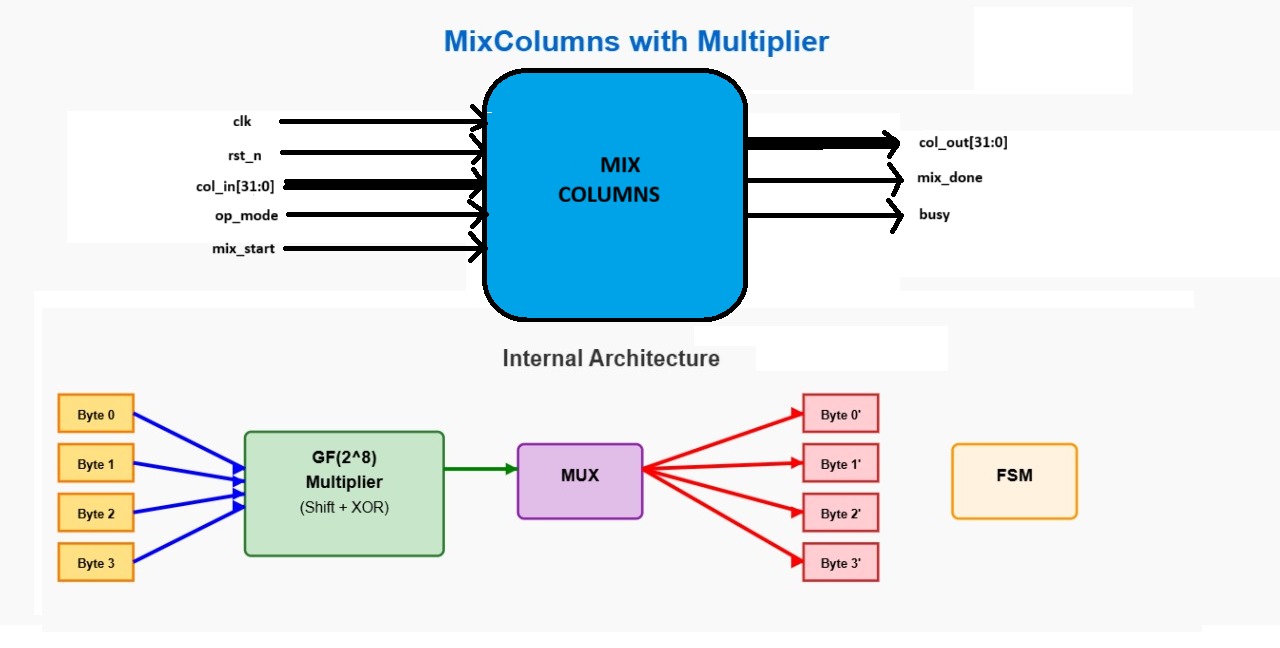 MixColumns with Multiplier
clk
rst_n
col_in[31:0]
op_mode
mix_start
MIX
COLUMNS
col_out[31:0]
mix_done
busy
Internal Architecture
Byte 0
Byte 1
Byte 2
Byte 3
GF(2^8)
Multiplier
(Shift + XOR)
MUX
Byte 0'
Byte 1'
Byte 2'
Byte 3'
FSM